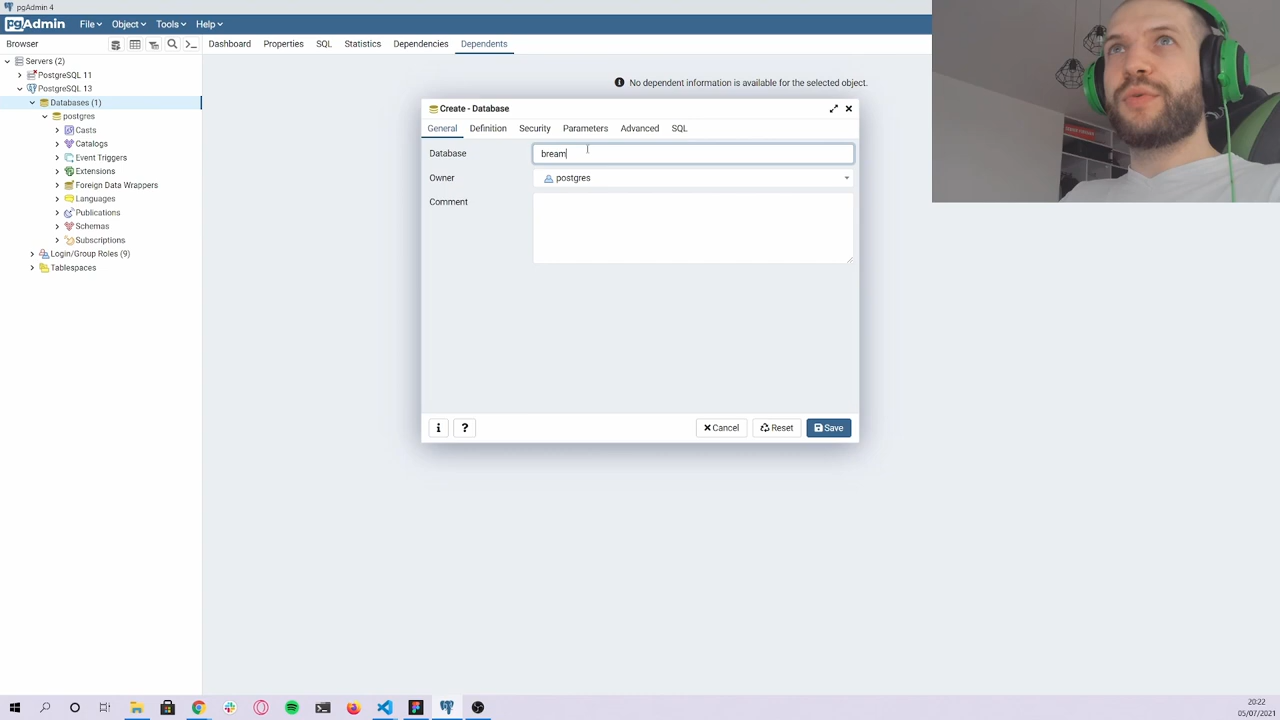 pgAdmin 4
pgAdmin File Object Tools Help
Browser
Dashboard Properties SQL Statistics Dependencies Dependents
Servers (2)
PostgreSQL 11
PostgreSQL 13
Databases (1)
postgres
Casts
Catalogs
Event Triggers
Extensions
Foreign Data Wrappers
Languages
Publications
Schemas
Subscriptions
Login/Group Roles (9)
Tablespaces
No dependent information is available for the selected object.
Create - Database
General Definition Security Parameters Advanced SQL
Database bream
Owner postgres
Comment
i ? Cancel Reset Save
20:22
05/07/2021